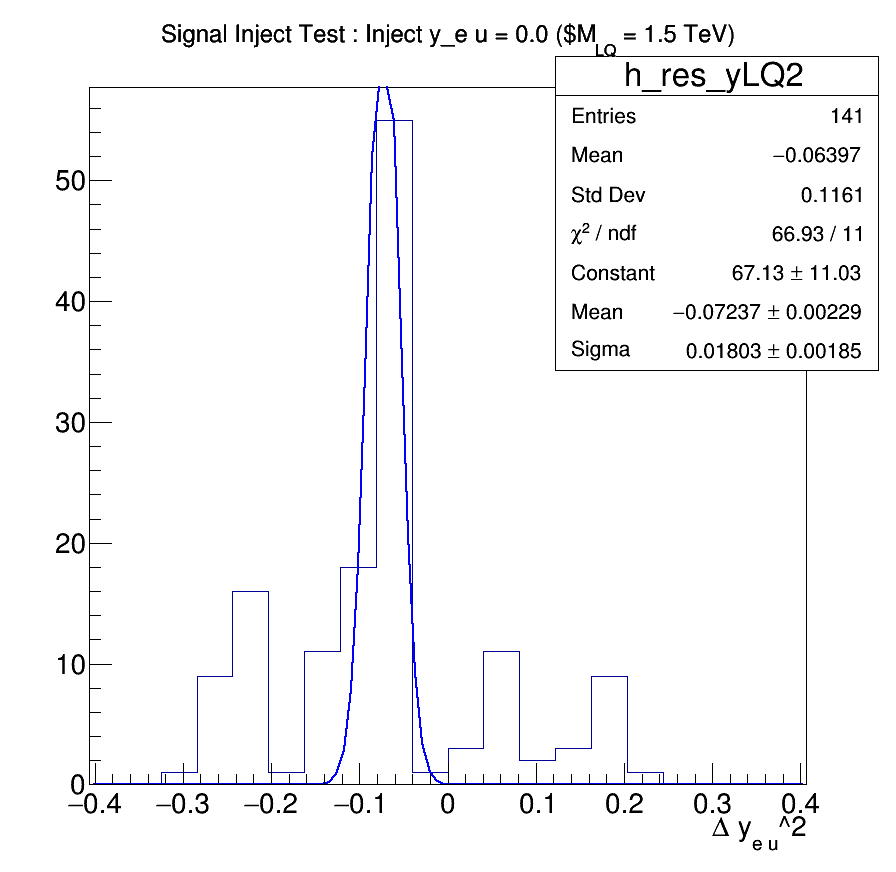 Signal Inject Test : Inject y_e u = 0.0 ($M_LQ = 1.5 TeV)
h_res_yLQ2
Entries 141
Mean −0.06397
Std Dev 0.1161
χ² / ndf 66.93 / 11
Constant 67.13 ± 11.03
Mean −0.07237 ± 0.00229
Sigma 0.01803 ± 0.00185
50
40
30
20
10
0
−0.4 −0.3 −0.2 −0.1 0 0.1 0.2 0.3 0.4
Δ y_e u^2